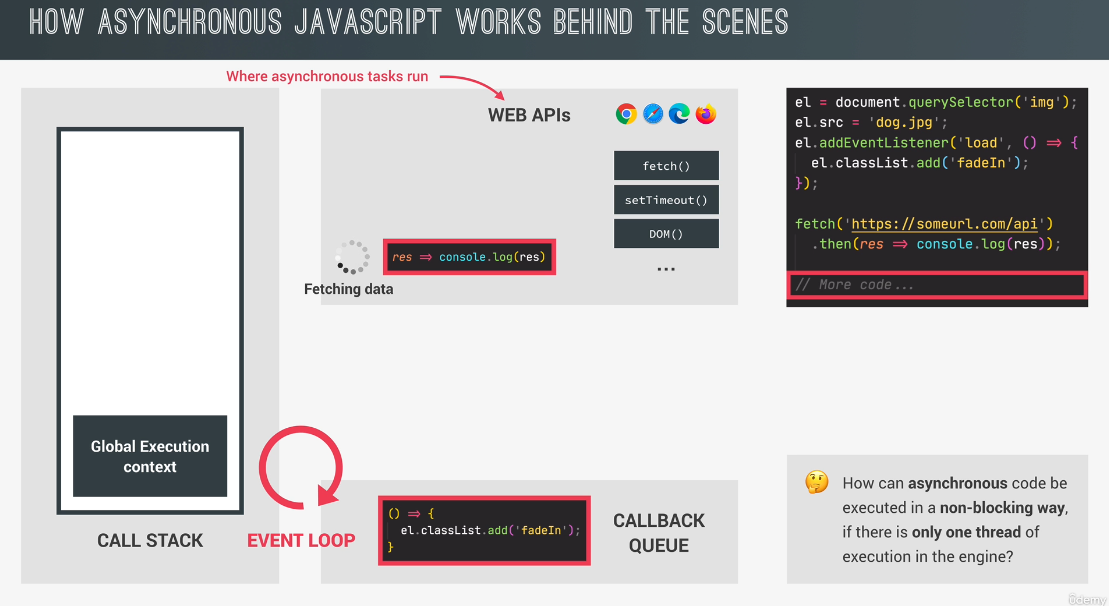 HOW ASYNCHRONOUS JAVASCRIPT WORKS BEHIND THE SCENES
Where asynchronous tasks run
WEB APIs
fetch()
setTimeout()
DOM()
...
res => console.log(res)
Fetching data
el = document.querySelector('img');
el.src = 'dog.jpg';
el.addEventListener('load', () => {
  el.classList.add('fadeIn');
});
fetch('https://someurl.com/api')
  .then(res => console.log(res));
// More code...
Global Execution
context
CALL STACK
EVENT LOOP
() => {
  el.classList.add('fadeIn');
}
CALLBACK
QUEUE
How can asynchronous code be
executed in a non-blocking way,
if there is only one thread of
execution in the engine?
ûdemy